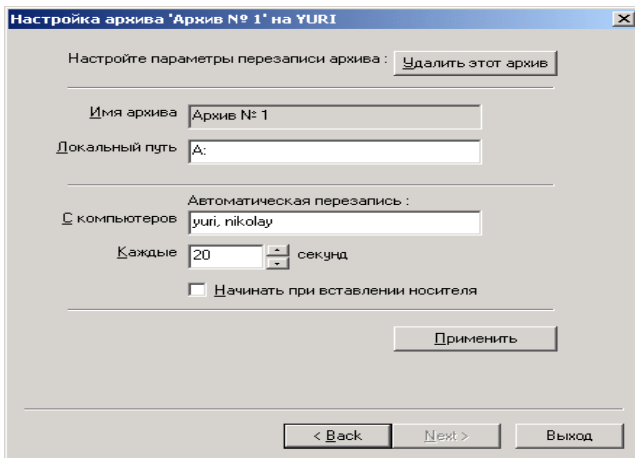 Настройка архива 'Архив № 1' на YURI
Настройте параметры перезаписи архива :
Удалить этот архив
Имя архива
Архив № 1
Локальный путь
A:
Автоматическая перезапись :
С компьютеров
yuri, nikolay
Каждые
20
секунд
Начинать при вставлении носителя
Применить
< Back
Next >
Выход